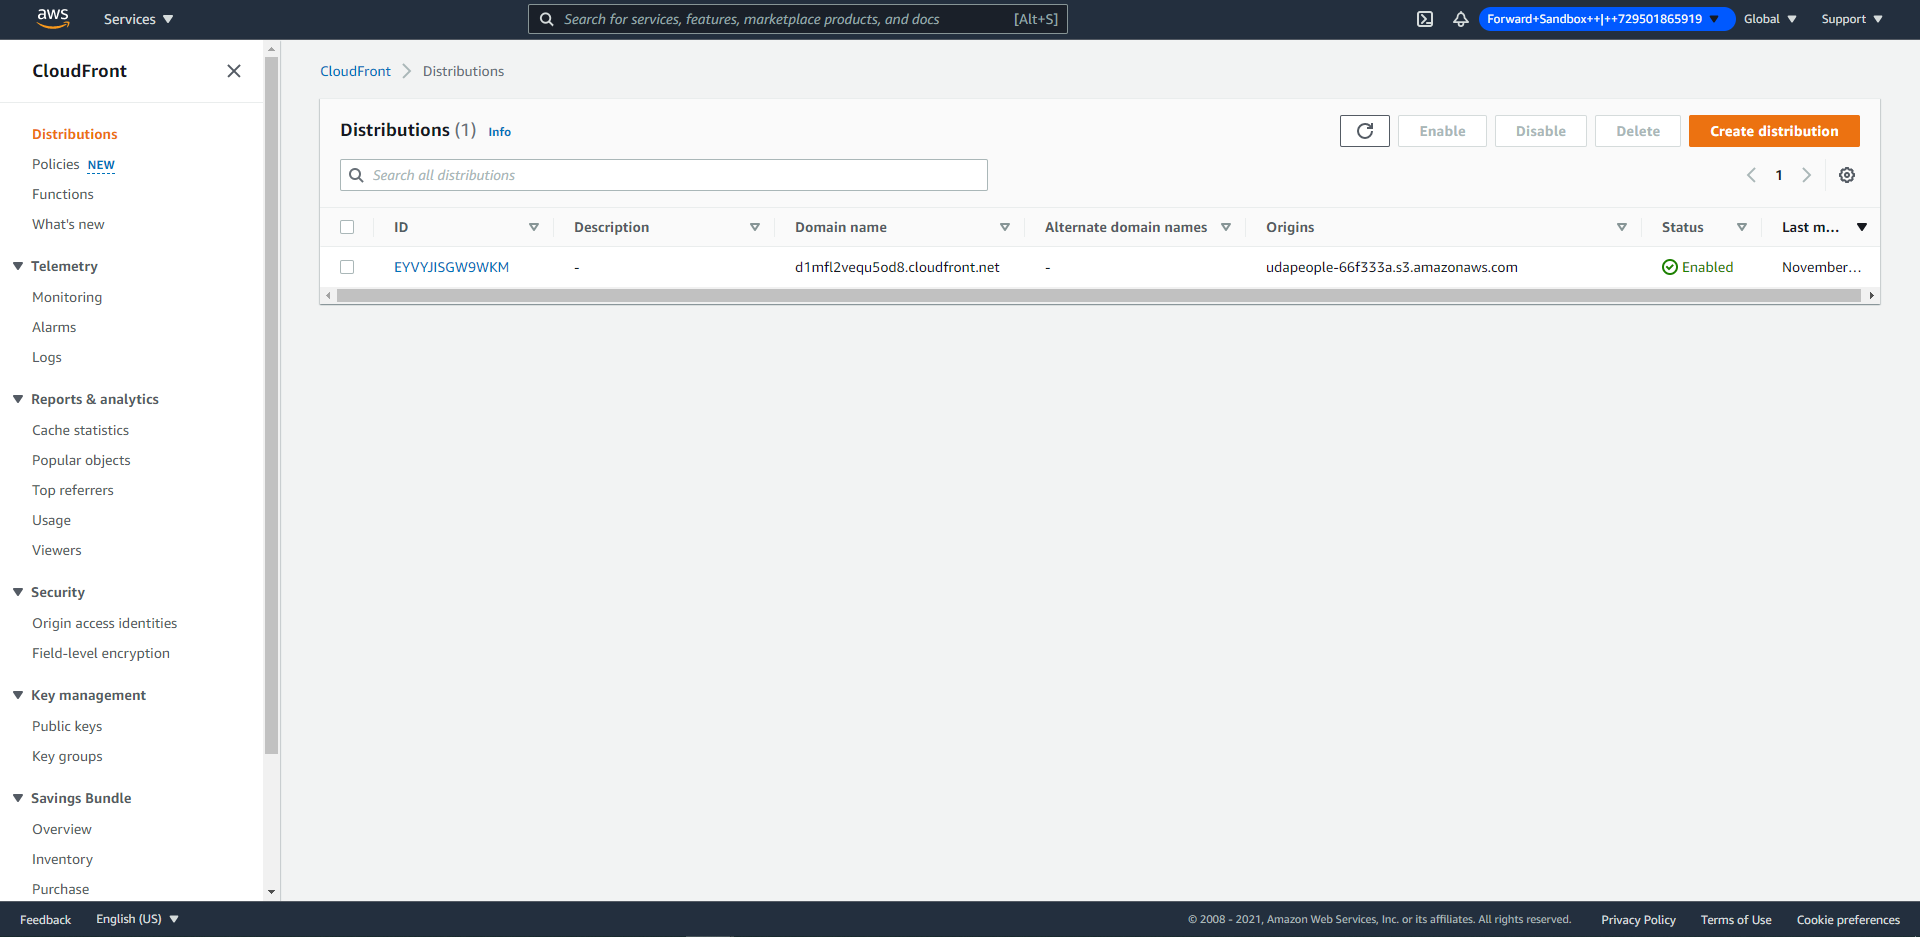 aws
Services
Search for services, features, marketplace products, and docs [Alt+S]
Forward+Sandbox++|++729501865919
Global
Support
CloudFront
Distributions
Policies NEW
Functions
What's new
Telemetry
Monitoring
Alarms
Logs
Reports & analytics
Cache statistics
Popular objects
Top referrers
Usage
Viewers
Security
Origin access identities
Field-level encryption
Key management
Public keys
Key groups
Savings Bundle
Overview
Inventory
Purchase
CloudFront Distributions
Distributions (1) Info
Enable
Disable
Delete
Create distribution
Search all distributions
1
ID Description Domain name Alternate domain names Origins Status Last m...
EYVYJISGW9WKM - d1mfl2vequ5od8.cloudfront.net - udapeople-66f333a.s3.amazonaws.com Enabled November...
Feedback English (US) © 2008 - 2021, Amazon Web Services, Inc. or its affiliates. All rights reserved. Privacy Policy Terms of Use Cookie preferences